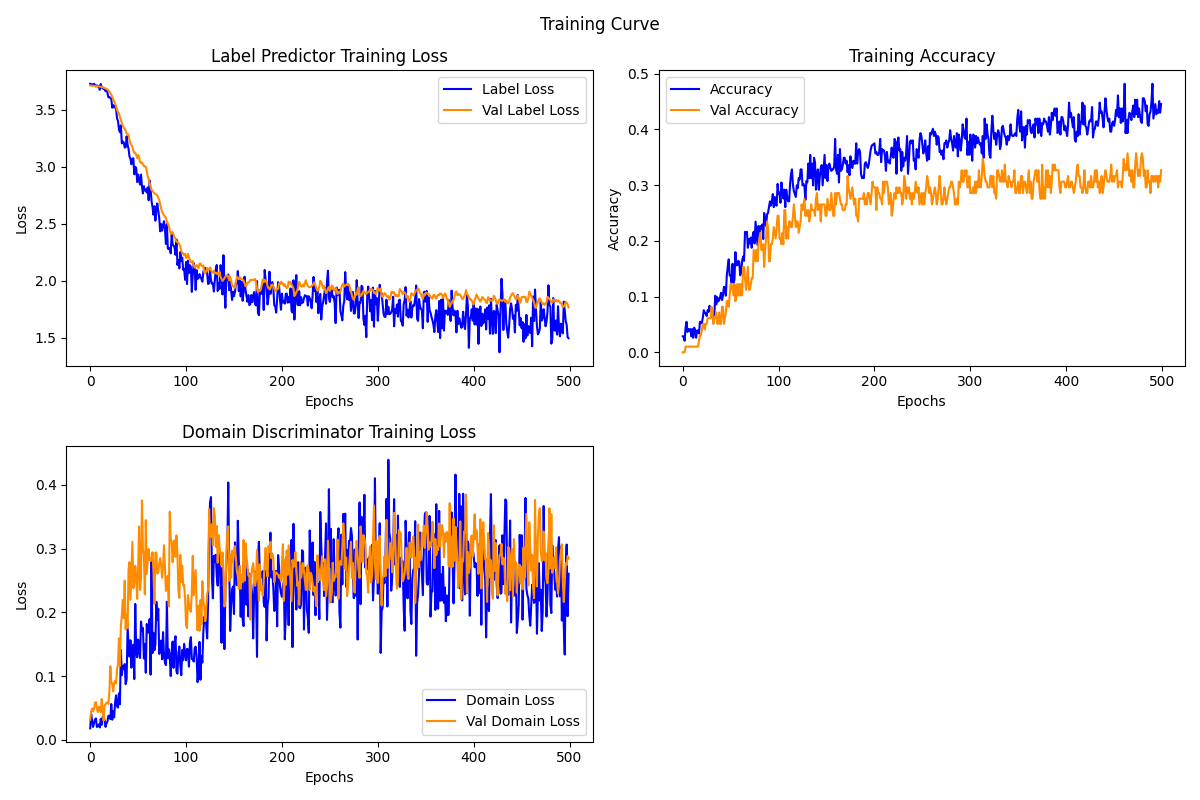 Training Curve
Label Predictor Training Loss
Loss
3.5
3.0
2.5
2.0
1.5
Label Loss
Val Label Loss
0 100 200 300 400 500
Epochs
Training Accuracy
Accuracy
0.5
0.4
0.3
0.2
0.1
0.0
Accuracy
Val Accuracy
0 100 200 300 400 500
Epochs
Domain Discriminator Training Loss
Loss
0.4
0.3
0.2
0.1
0.0
Domain Loss
Val Domain Loss
0 100 200 300 400 500
Epochs